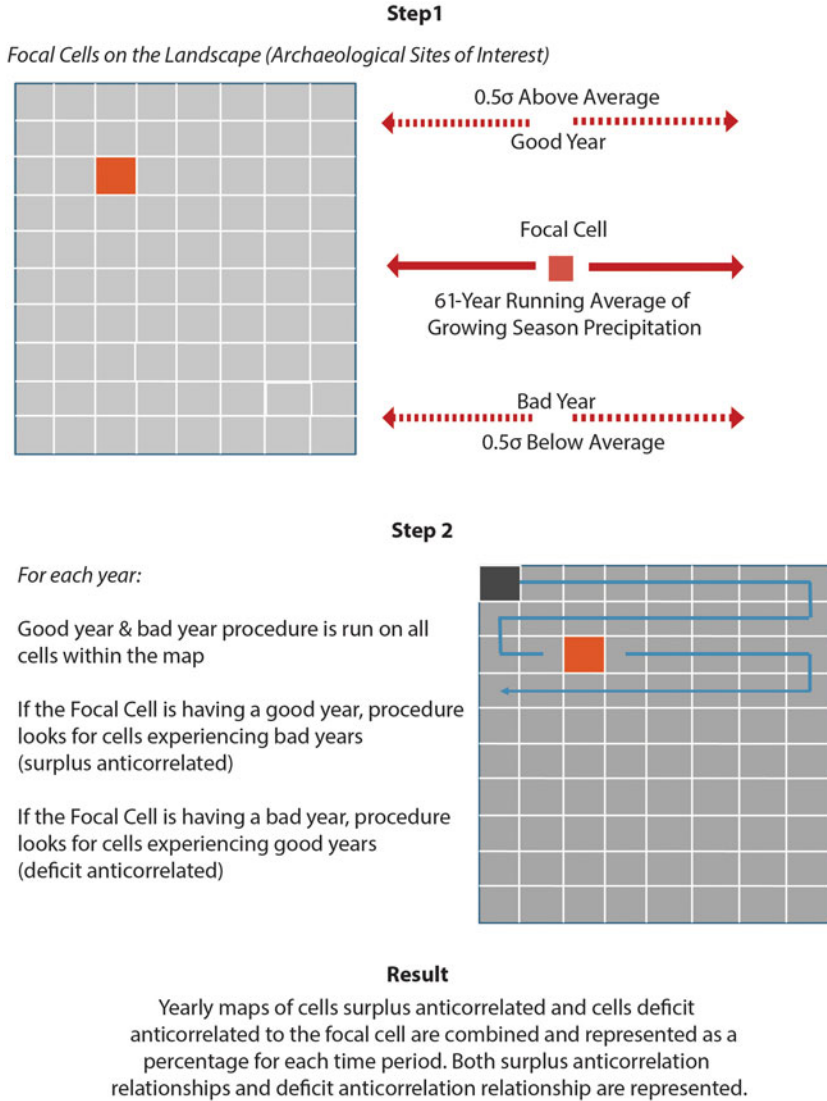 Step1
Focal Cells on the Landscape (Archaeological Sites of Interest)
0.5σ Above Average
Good Year
Focal Cell
61-Year Running Average of
Growing Season Precipitation
Bad Year
0.5σ Below Average
Step 2
For each year:
Good year & bad year procedure is run on all
cells within the map
If the Focal Cell is having a good year, procedure
looks for cells experiencing bad years
(surplus anticorrelated)
If the Focal Cell is having a bad year, procedure
looks for cells experiencing good years
(deficit anticorrelated)
Result
Yearly maps of cells surplus anticorrelated and cells deficit
anticorrelated to the focal cell are combined and represented as a
percentage for each time period. Both surplus anticorrelation
relationships and deficit anticorrelation relationship are represented.